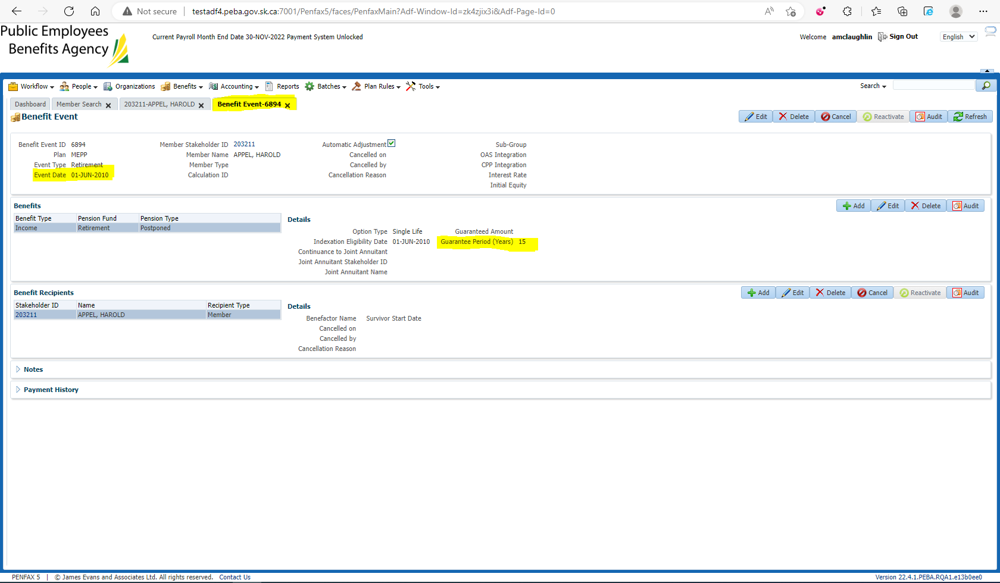 Not secure | testadf4.peba.gov.sk.ca:7001/Penfax5/faces/PenfaxMain?Adf-Window-Id=zk4zjix3i&Adf-Page-Id=0
Public Employees
Benefits Agency
Current Payroll Month End Date 30-NOV-2022 Payment System Unlocked
Welcome amclaughlin Sign Out English
Workflow People Organizations Benefits Accounting Reports Batches Plan Rules Tools Search
Dashboard Member Search 203211-APPEL, HAROLD Benefit Event-6894
Benefit Event Edit Delete Cancel Reactivate Audit Refresh
Benefit Event ID 6894 Member Stakeholder ID 203211 Automatic Adjustment Sub-Group
Plan MEPP Member Name APPEL, HAROLD Cancelled on OAS Integration
Event Type Retirement Member Type Cancelled by CPP Integration
Event Date 01-JUN-2010 Calculation ID Cancellation Reason Interest Rate
Initial Equity
Benefits Add Edit Delete Audit
Benefit Type Pension Fund Pension Type
Income Retirement Postponed
Details
Option Type Single Life Guaranteed Amount
Indexation Eligibility Date 01-JUN-2010 Guarantee Period (Years) 15
Continuance to Joint Annuitant
Joint Annuitant Stakeholder ID
Joint Annuitant Name
Benefit Recipients Add Edit Delete Cancel Reactivate Audit
Stakeholder ID Name Recipient Type
203211 APPEL, HAROLD Member
Details
Benefactor Name Survivor Start Date
Cancelled on
Cancelled by
Cancellation Reason
Notes
Payment History
PENFAX 5 | © James Evans and Associates Ltd. All rights reserved. Contact Us Version 22.4.1.PEBA.RQA1.e13b0ee0